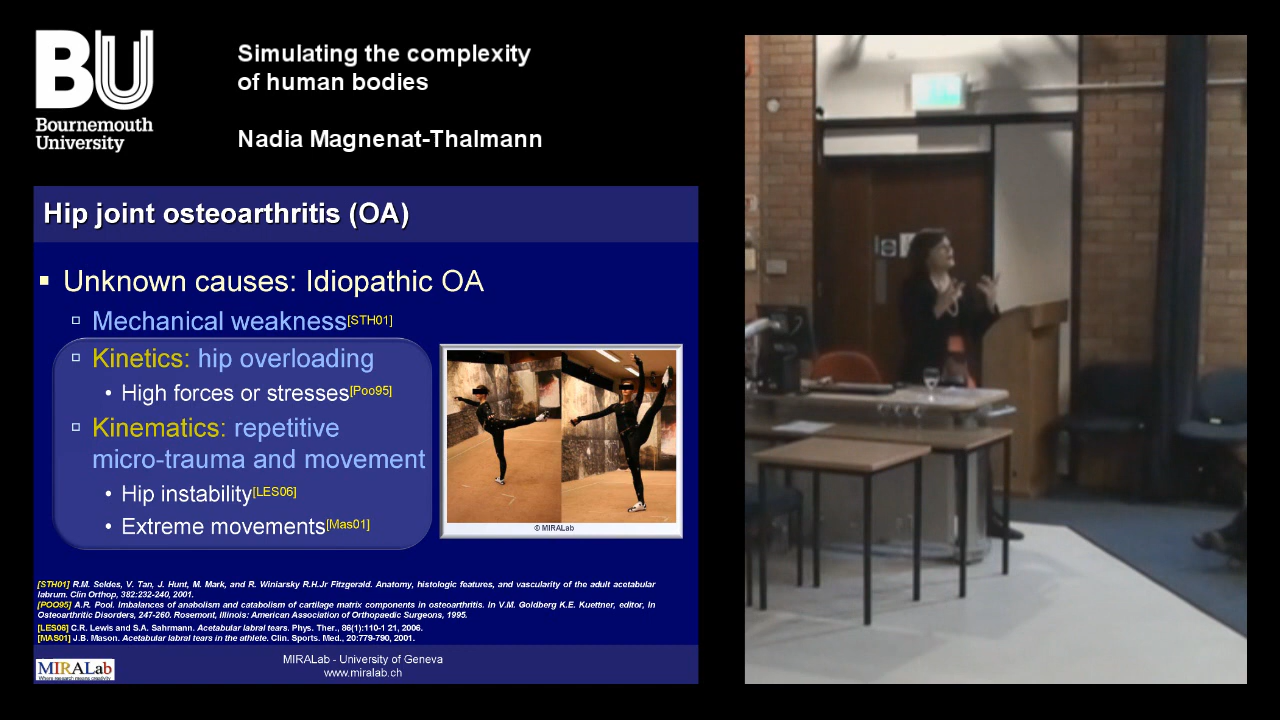 BU
Bournemouth
University
Simulating the complexity
of human bodies
Nadia Magnenat-Thalmann
Hip joint osteoarthritis (OA)
Unknown causes: Idiopathic OA
Mechanical weakness[STH01]
Kinetics: hip overloading
• High forces or stresses[Poo95]
Kinematics: repetitive
micro-trauma and movement
• Hip instability[LES06]
• Extreme movements[Mas01]
© MIRALab
[STH01] R.M. Seldes, V. Tan, J. Hunt, M. Mark, and R. Winiarsky R.H.Jr Fitzgerald. Anatomy, histologic features, and vascularity of the adult acetabular
labrum. Clin Orthop, 382:232-240, 2001.
[POO95] A.R. Pool. Imbalances of anabolism and catabolism of cartilage matrix components in osteoarthritis. In V.M. Goldberg K.E. Kuettner, editor, In
Osteoarthritic Disorders, 247-260. Rosemont, Illinois: American Association of Orthopaedic Surgeons, 1995.
[LES06] C.R. Lewis and S.A. Sahrmann. Acetabular labral tears. Phys. Ther., 86(1):110-1 21, 2006.
[MAS01] J.B. Mason. Acetabular labral tears in the athlete. Clin. Sports. Med., 20:779-790, 2001.
MIRALab
MIRALab - University of Geneva
www.miralab.ch